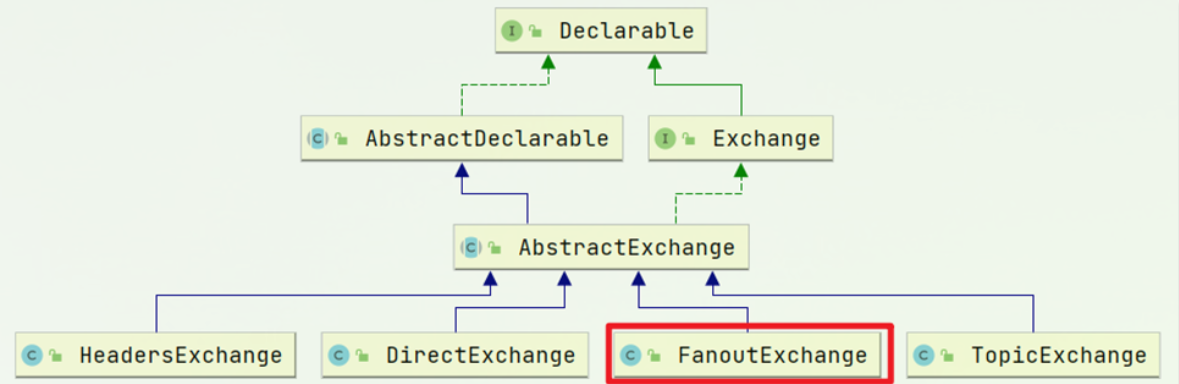 I Declarable
C AbstractDeclarable
I Exchange
C AbstractExchange
C HeadersExchange
C DirectExchange
C FanoutExchange
C TopicExchange